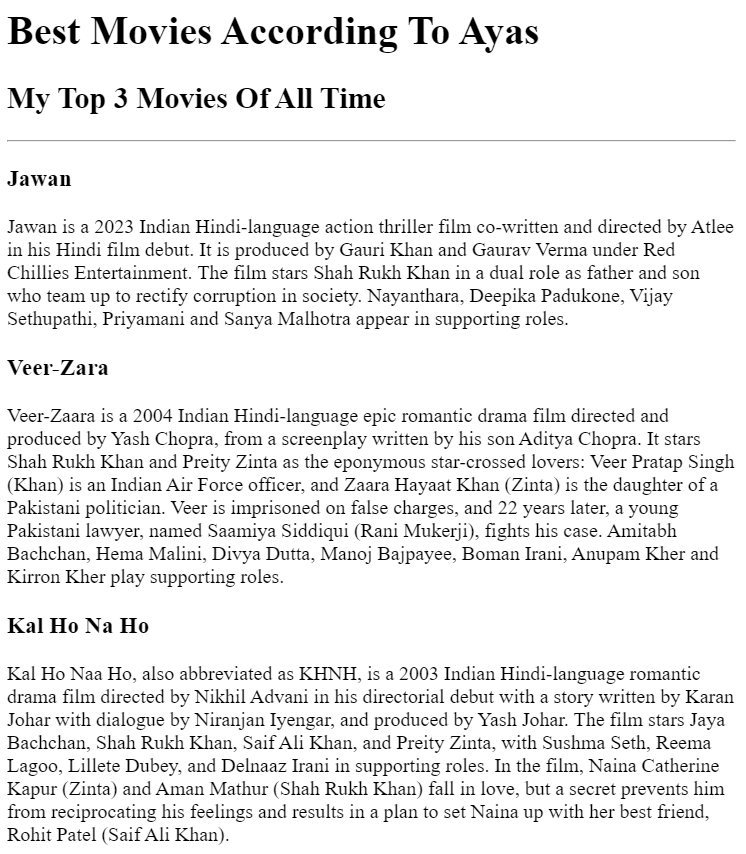 Best Movies According To Ayas
My Top 3 Movies Of All Time
Jawan
Jawan is a 2023 Indian Hindi-language action thriller film co-written and directed by Atlee
in his Hindi film debut. It is produced by Gauri Khan and Gaurav Verma under Red
Chillies Entertainment. The film stars Shah Rukh Khan in a dual role as father and son
who team up to rectify corruption in society. Nayanthara, Deepika Padukone, Vijay
Sethupathi, Priyamani and Sanya Malhotra appear in supporting roles.
Veer-Zara
Veer-Zaara is a 2004 Indian Hindi-language epic romantic drama film directed and
produced by Yash Chopra, from a screenplay written by his son Aditya Chopra. It stars
Shah Rukh Khan and Preity Zinta as the eponymous star-crossed lovers: Veer Pratap Singh
(Khan) is an Indian Air Force officer, and Zaara Hayaat Khan (Zinta) is the daughter of a
Pakistani politician. Veer is imprisoned on false charges, and 22 years later, a young
Pakistani lawyer, named Saamiya Siddiqui (Rani Mukerji), fights his case. Amitabh
Bachchan, Hema Malini, Divya Dutta, Manoj Bajpayee, Boman Irani, Anupam Kher and
Kirron Kher play supporting roles.
Kal Ho Na Ho
Kal Ho Naa Ho, also abbreviated as KHNH, is a 2003 Indian Hindi-language romantic
drama film directed by Nikhil Advani in his directorial debut with a story written by Karan
Johar with dialogue by Niranjan Iyengar, and produced by Yash Johar. The film stars Jaya
Bachchan, Shah Rukh Khan, Saif Ali Khan, and Preity Zinta, with Sushma Seth, Reema
Lagoo, Lillete Dubey, and Delnaaz Irani in supporting roles. In the film, Naina Catherine
Kapur (Zinta) and Aman Mathur (Shah Rukh Khan) fall in love, but a secret prevents him
from reciprocating his feelings and results in a plan to set Naina up with her best friend,
Rohit Patel (Saif Ali Khan).